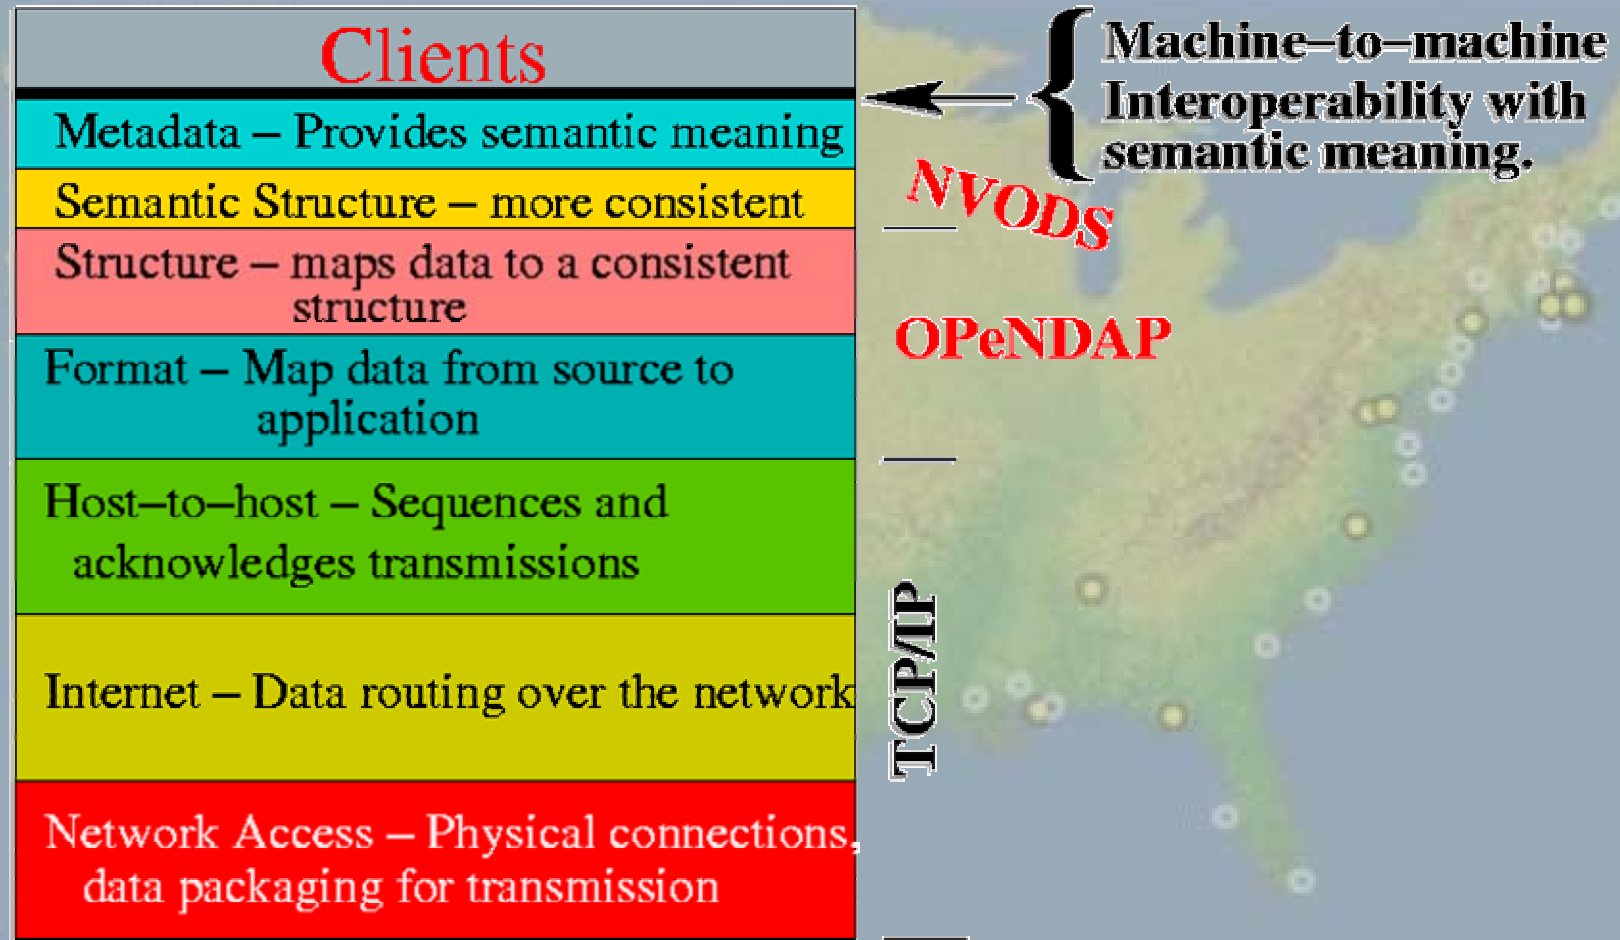 Clients
Metadata – Provides semantic meaning
Semantic Structure – more consistent
Structure – maps data to a consistent
structure
Format – Map data from source to
application
Host–to–host – Sequences and
acknowledges transmissions
Internet – Data routing over the network
Network Access – Physical connections,
data packaging for transmission
Machine–to–machine
Interoperability with
semantic meaning.
NVODS
OPeNDAP
TCP/IP